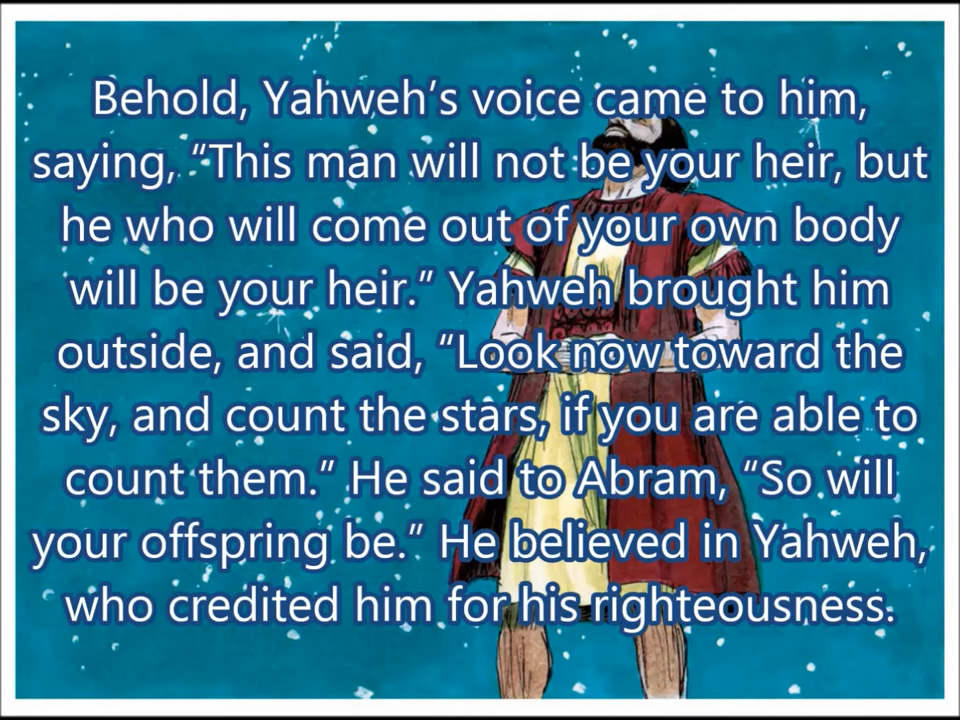 Behold, Yahweh’s voice came to him,
saying, “This man will not be your heir, but
he who will come out of your own body
will be your heir.” Yahweh brought him
outside, and said, “Look now toward the
sky, and count the stars, if you are able to
count them.” He said to Abram, “So will
your offspring be.” He believed in Yahweh,
who credited him for his righteousness.